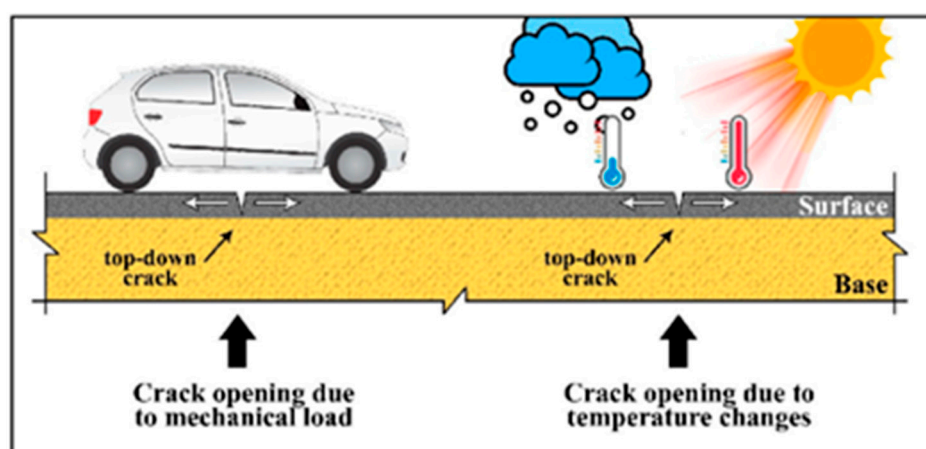 Surface
top-down
crack
top-down
crack
Base
Crack opening due
to mechanical load
Crack opening due to
temperature changes